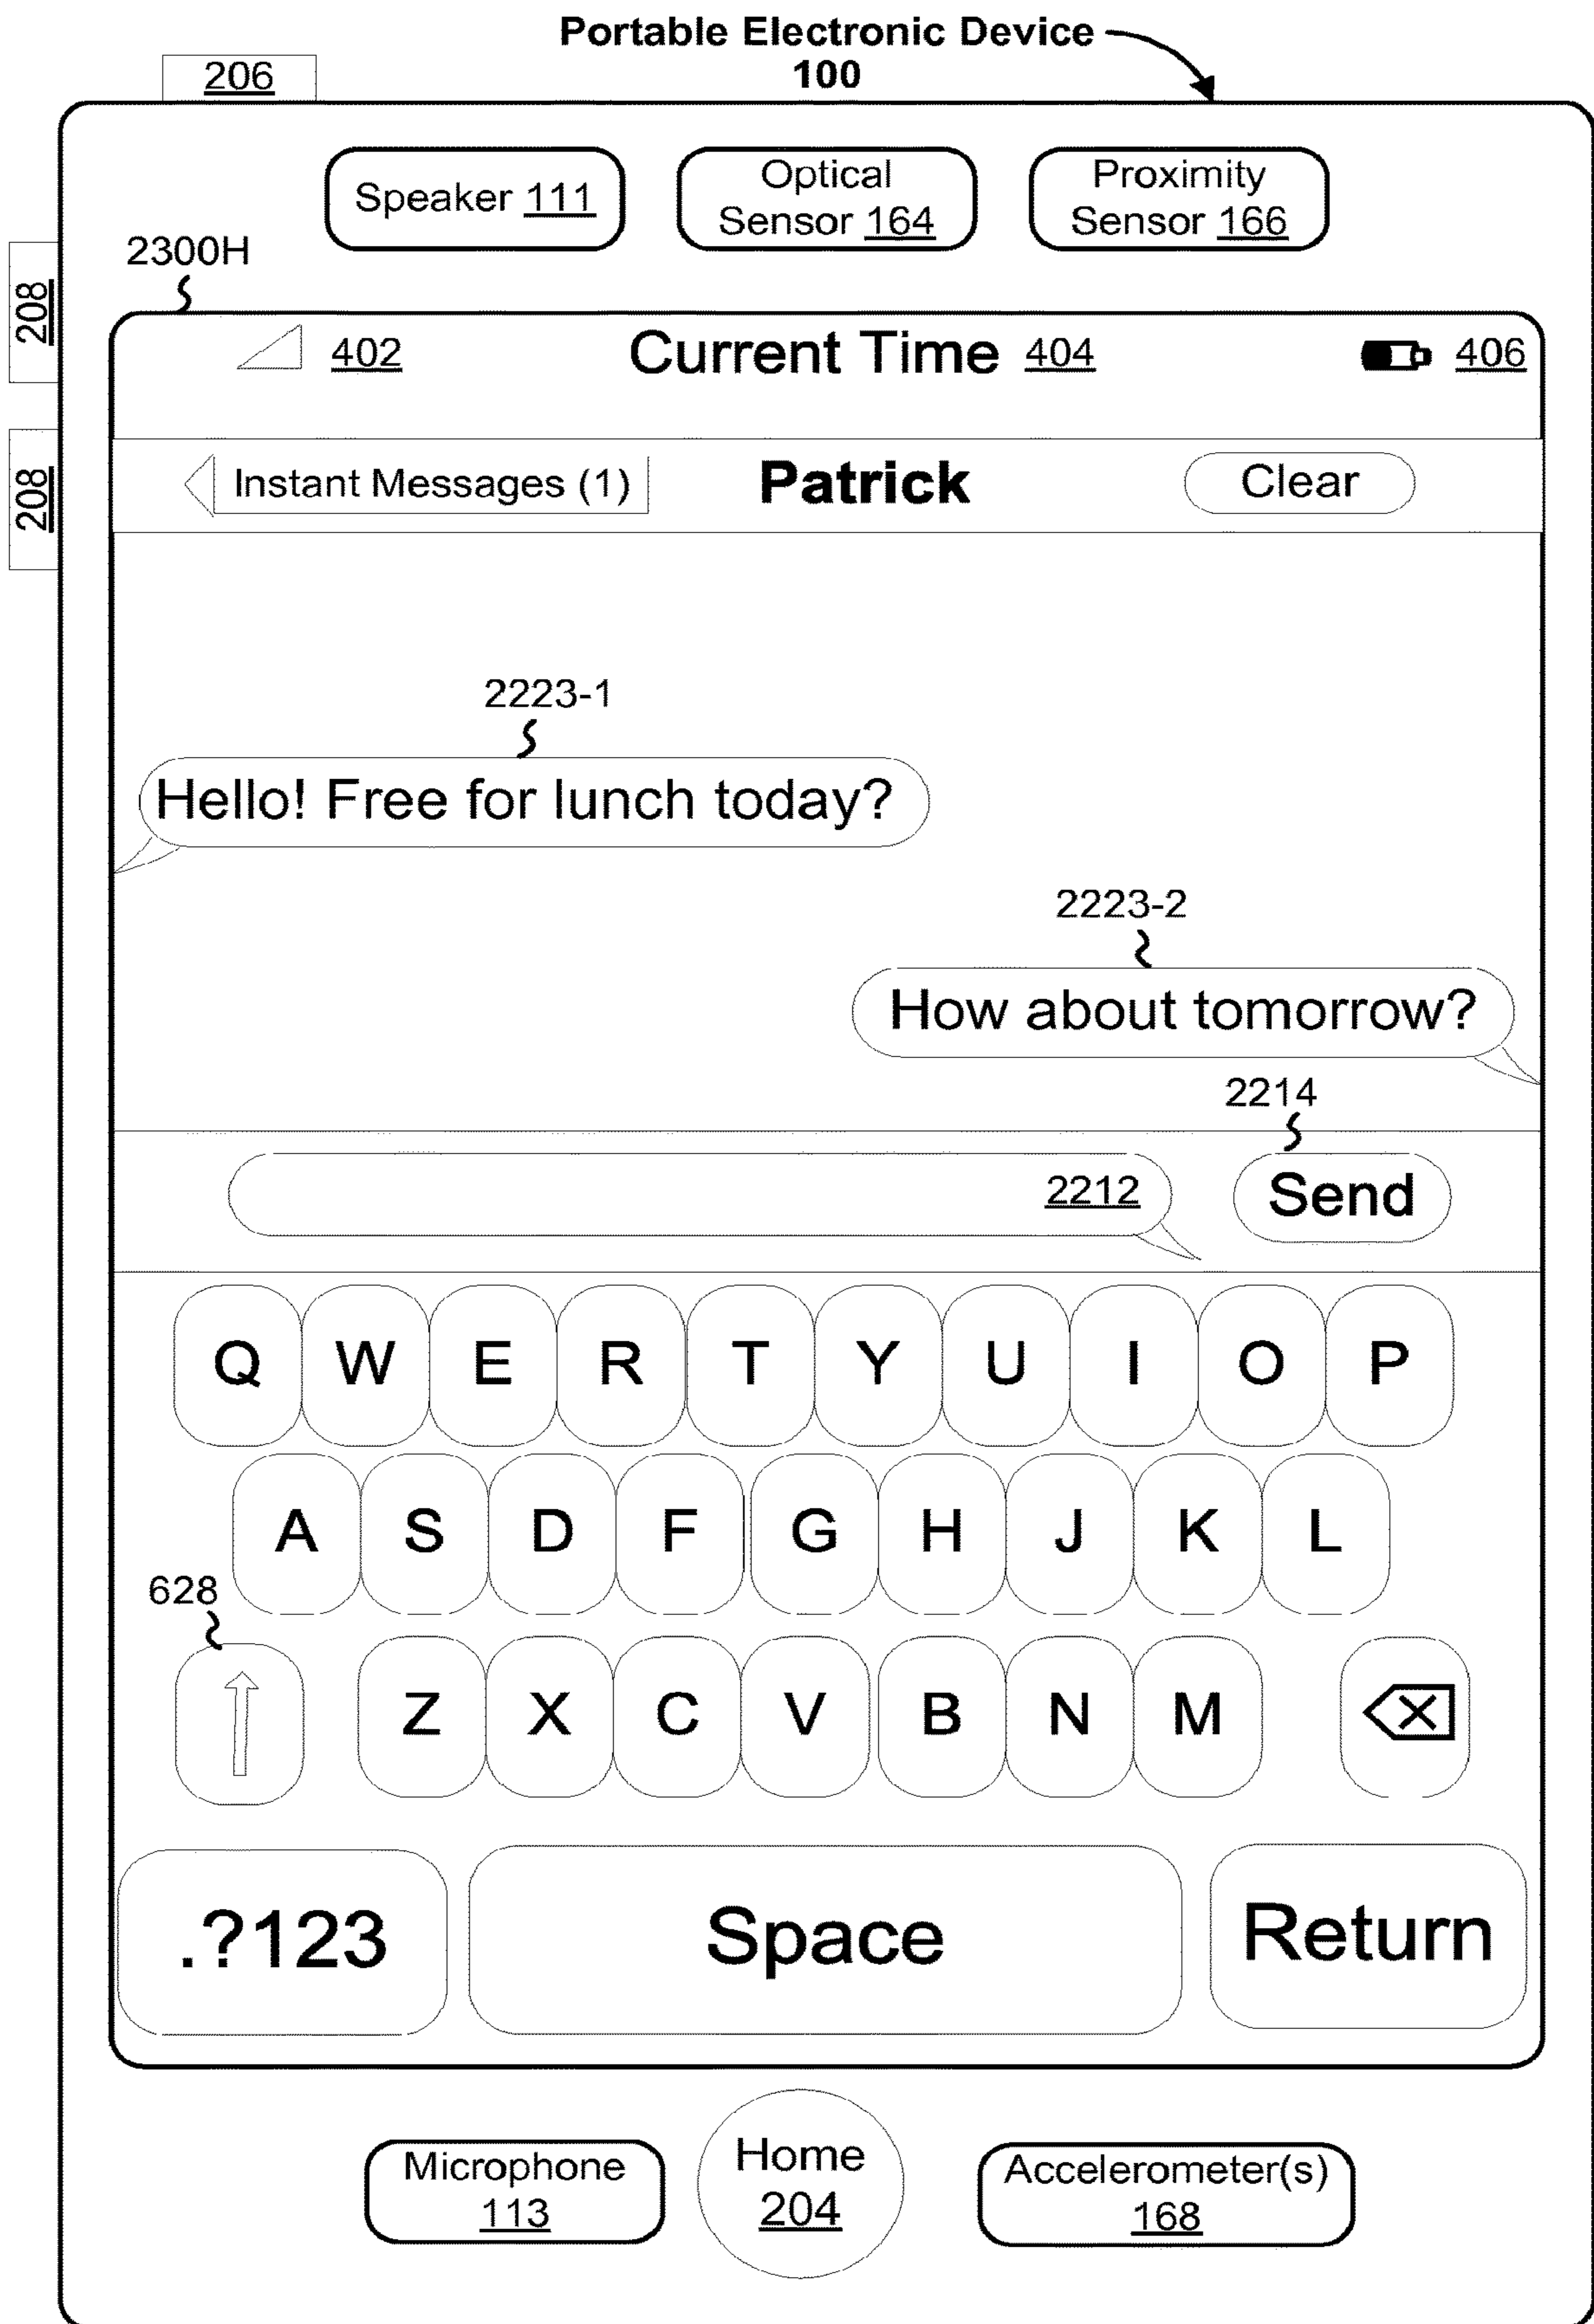 Portable Electronic Device
100
206
Speaker 111
Optical
Sensor 164
Proximity
Sensor 166
2300H
208
402
Current Time 404
406
208
Instant Messages (1)
Patrick
Clear
2223-1
Hello! Free for lunch today?
2223-2
How about tomorrow?
2214
2212
Send
Q W E R T Y U I O P
A S D F G H J K L
628
Z X C V B N M
.?123
Space
Return
Microphone
113
Home
204
Accelerometer(s)
168